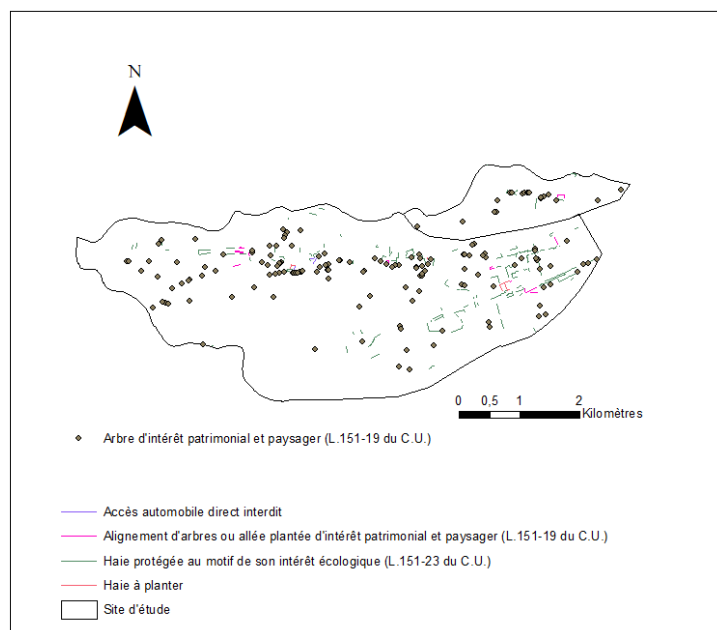 N
0 0,5 1 2
Kilomètres
Arbre d'intérêt patrimonial et paysager (L.151-19 du C.U.)
Accès automobile direct interdit
Alignement d'arbres ou allée plantée d'intérêt patrimonial et paysager (L.151-19 du C.U.)
Haie protégée au motif de son intérêt écologique (L.151-23 du C.U.)
Haie à planter
Site d'étude